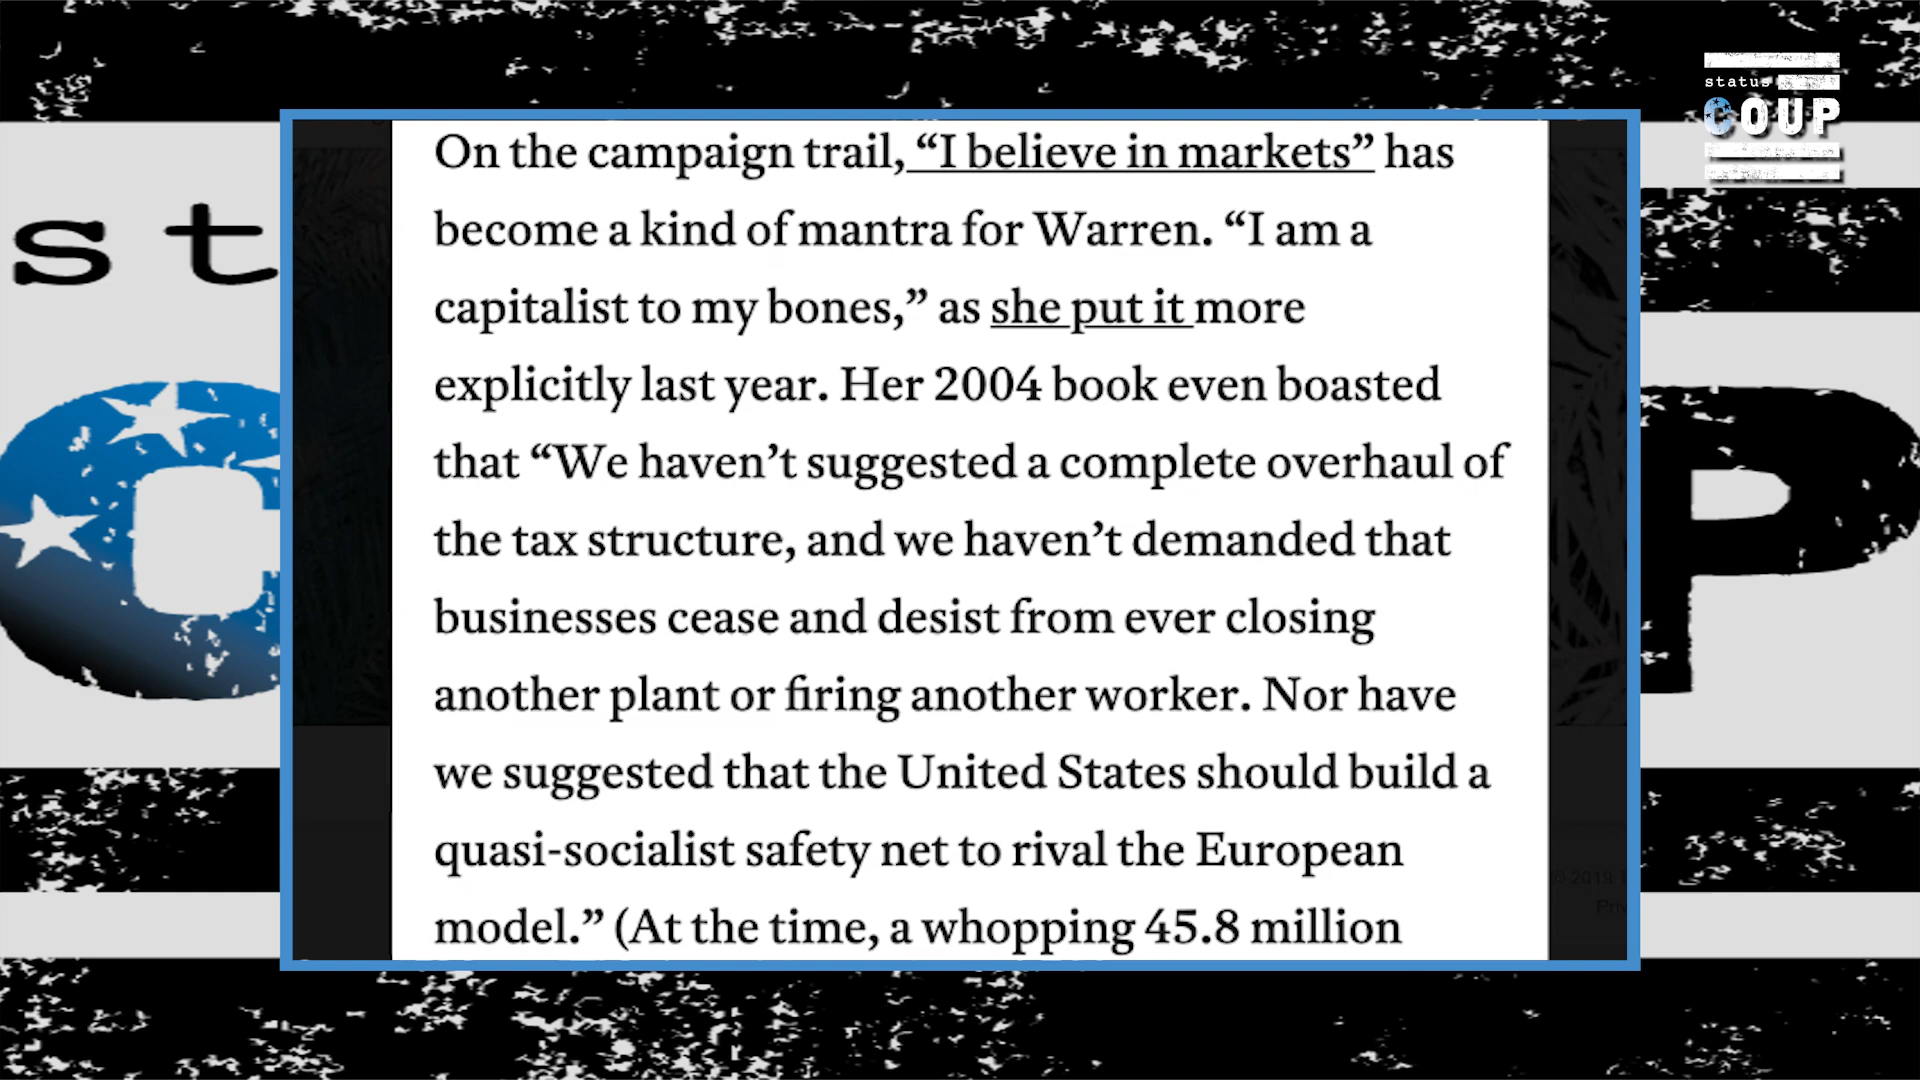 status
COUP
st
C
P
On the campaign trail, “I believe in markets” has
become a kind of mantra for Warren. “I am a
capitalist to my bones,” as she put it more
explicitly last year. Her 2004 book even boasted
that “We haven’t suggested a complete overhaul of
the tax structure, and we haven’t demanded that
businesses cease and desist from ever closing
another plant or firing another worker. Nor have
we suggested that the United States should build a
quasi-socialist safety net to rival the European
model.” (At the time, a whopping 45.8 million